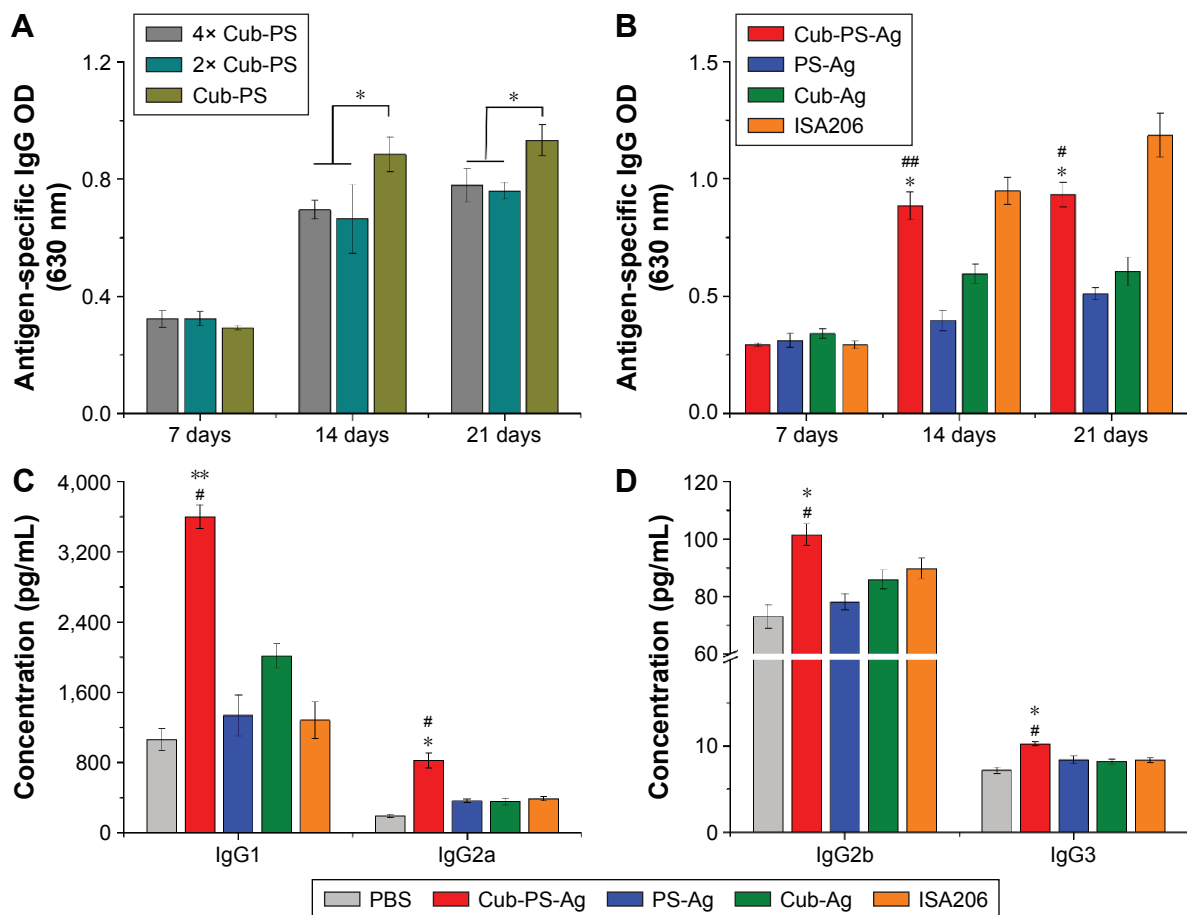 A
4× Cub-PS
2× Cub-PS
Cub-PS
Antigen-specific IgG OD
(630 nm)
1.2
0.8
0.4
0.0
*
*
7 days
14 days
21 days
B
Cub-PS-Ag
PS-Ag
Cub-Ag
ISA206
Antigen-specific IgG OD
(630 nm)
1.5
1.0
0.5
0.0
##
*
#
*
7 days
14 days
21 days
C
Concentration (pg/mL)
4,000
3,200
2,400
1,600
800
0
**
#
#
*
IgG1
IgG2a
D
Concentration (pg/mL)
120
100
80
60
10
0
*
#
*
#
IgG2b
IgG3
PBS
Cub-PS-Ag
PS-Ag
Cub-Ag
ISA206